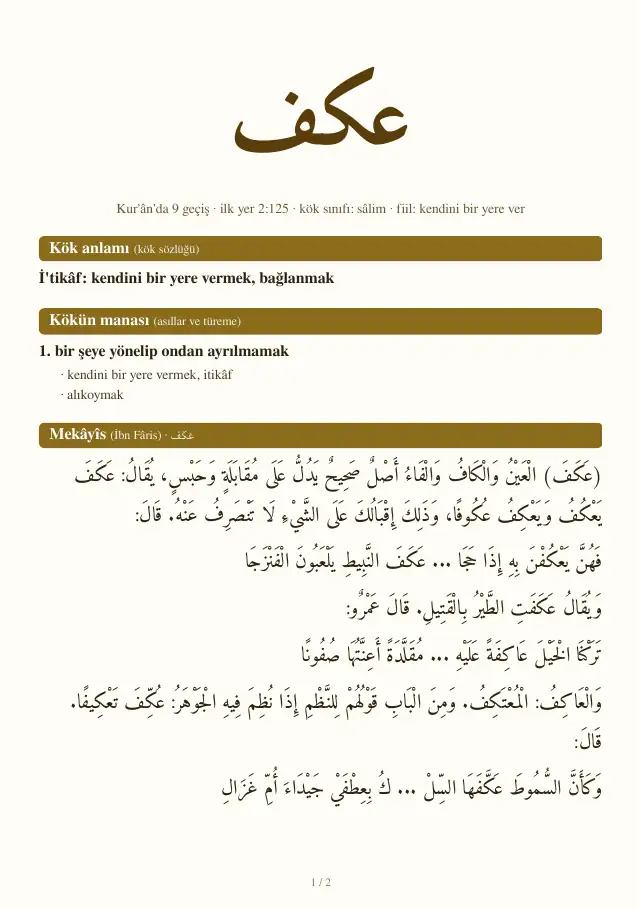 عكف
Kur'ân'da 9 geçiş · ilk yer 2:125 · kök sınıfı: sâlim · fiil: kendini bir yere ver
Kök anlamı (kök sözlüğü)
İ'tikâf: kendini bir yere vermek, bağlanmak
Kökün manası (asıllar ve türeme)
1. bir şeye yönelip ondan ayrılmamak
· kendini bir yere vermek, itikâf
· alıkoymak
Mekâyîs (İbn Fâris) · عكف
(عَكَفَ) الْعَيْنُ وَالْكَافُ وَالْفَاءُ أَصْلٌ صَحِيحٌ يَدُلُّ عَلَى مُقَابَلَةٍ وَحَبْسٍ، يُقَالُ: عَكَفَ
يَعْكُفُ وَيَعْكِفُ عُكُوفًا، وَذَلِكَ إِقْبَالُكَ عَلَى الشَّيْءِ لَا تَنْصَرِفُ عَنْهُ. قَالَ:
فَهُنَّ يَعْكُفْنَ بِهِ إِذَا حَجَا ... عَكَفَ النَّبِيطِ يَلْعَبُونَ الْفَنْزَجَا
وَيُقَالُ عَكَفَتِ الطَّيْرُ بِالْقَتِيلِ. قَالَ عَمْرٌو:
تَرَكْنَا الْخَيْلَ عَاكِفَةً عَلَيْهِ ... مُقَلَّدَةً أَعِنَّتُهَا صُفُونًا
وَالْعَاكِفُ: الْمُعْتَكِفُ. وَمِنَ الْبَابِ قَوْلُهُمْ لِلنَّظْمِ إِذَا نُظِمَ فِيهِ الْجَوْهَرُ: عُكِّفَ تَعْكِيفًا.
قَالَ:
وَكَأَنَّ السُّمُوطَ عَكَّفَهَا السِّلْ ... كُ بِعِطْفَيْ جَيْدَاءَ أُمِّ غَزَالِ
1 / 2